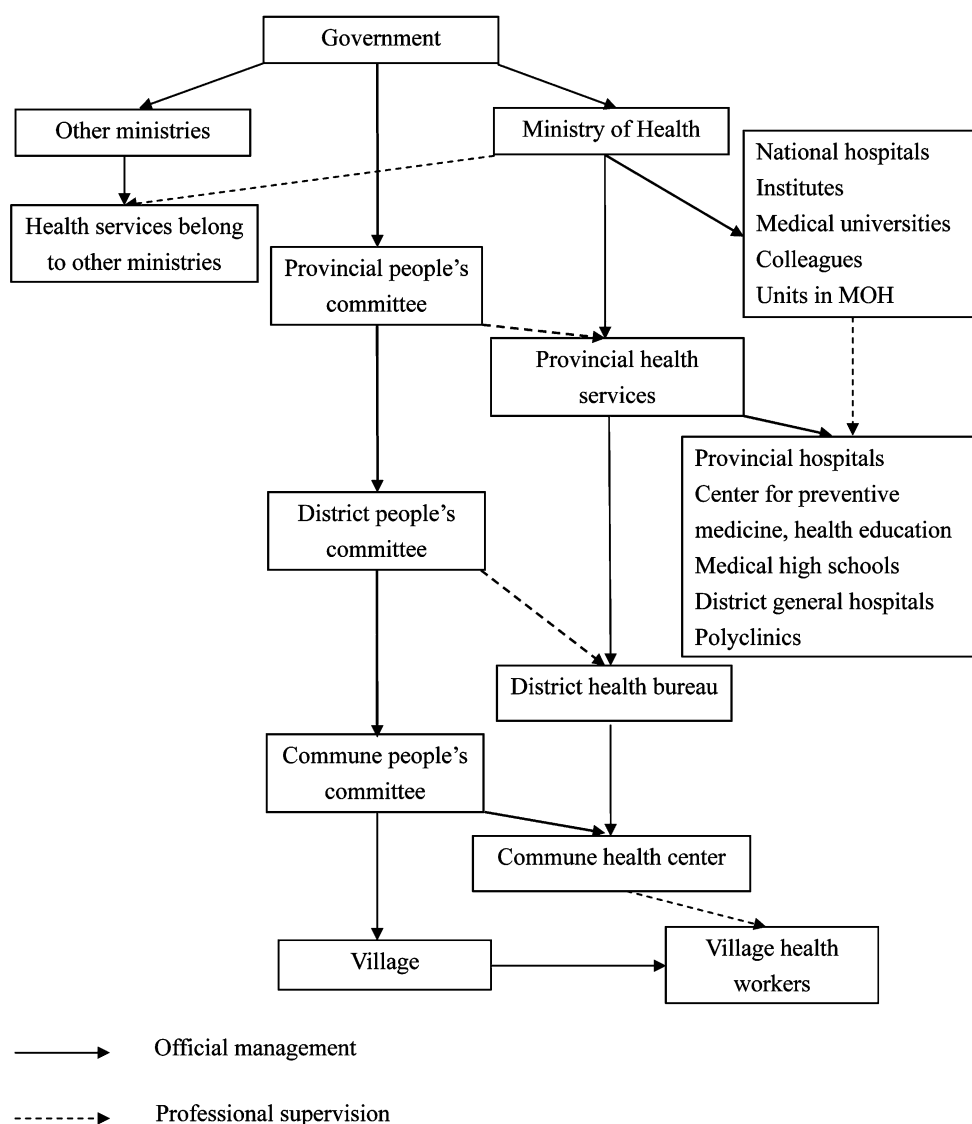 Government
Other ministries
Ministry of Health
National hospitals
Institutes
Medical universities
Colleagues
Units in MOH
Health services belong
to other ministries
Provincial people’s
committee
Provincial health
services
Provincial hospitals
Center for preventive
medicine, health education
Medical high schools
District general hospitals
Polyclinics
District people’s
committee
District health bureau
Commune people’s
committee
Commune health center
Village
Village health
workers
Official management
Professional supervision